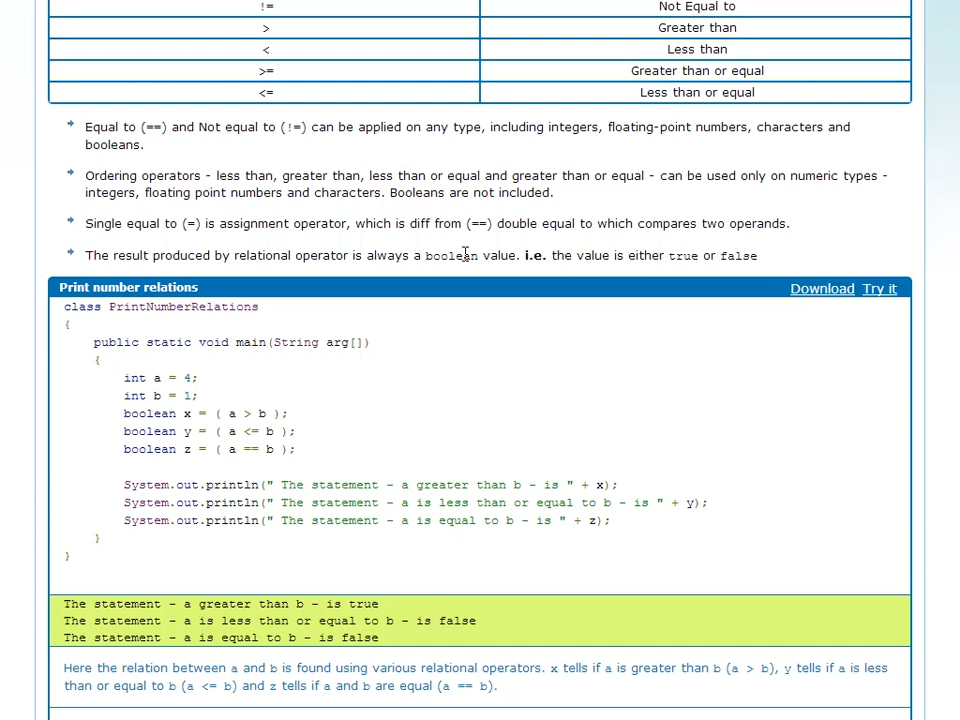 != Not Equal to
> Greater than
< Less than
>= Greater than or equal
<= Less than or equal
Equal to (==) and Not equal to (!=) can be applied on any type, including integers, floating-point numbers, characters and
booleans.
Ordering operators - less than, greater than, less than or equal and greater than or equal - can be used only on numeric types -
integers, floating point numbers and characters. Booleans are not included.
Single equal to (=) is assignment operator, which is diff from (==) double equal to which compares two operands.
The result produced by relational operator is always a boolean value. i.e. the value is either true or false
Print number relations Download Try it
class PrintNumberRelations
{
    public static void main(String arg[])
    {
        int a = 4;
        int b = 1;
        boolean x = ( a > b );
        boolean y = ( a <= b );
        boolean z = ( a == b );
        System.out.println(" The statement - a greater than b - is " + x);
        System.out.println(" The statement - a is less than or equal to b - is " + y);
        System.out.println(" The statement - a is equal to b - is " + z);
    }
}
The statement - a greater than b - is true
The statement - a is less than or equal to b - is false
The statement - a is equal to b - is false
Here the relation between a and b is found using various relational operators. x tells if a is greater than b (a > b), y tells if a is less
than or equal to b (a <= b) and z tells if a and b are equal (a == b).